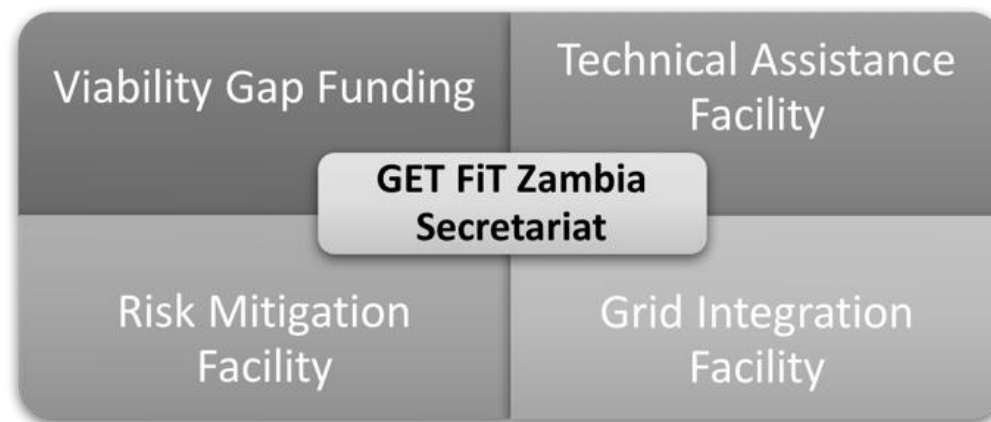 Viability Gap Funding
Technical Assistance
Facility
GET FiT Zambia
Secretariat
Risk Mitigation
Facility
Grid Integration
Facility